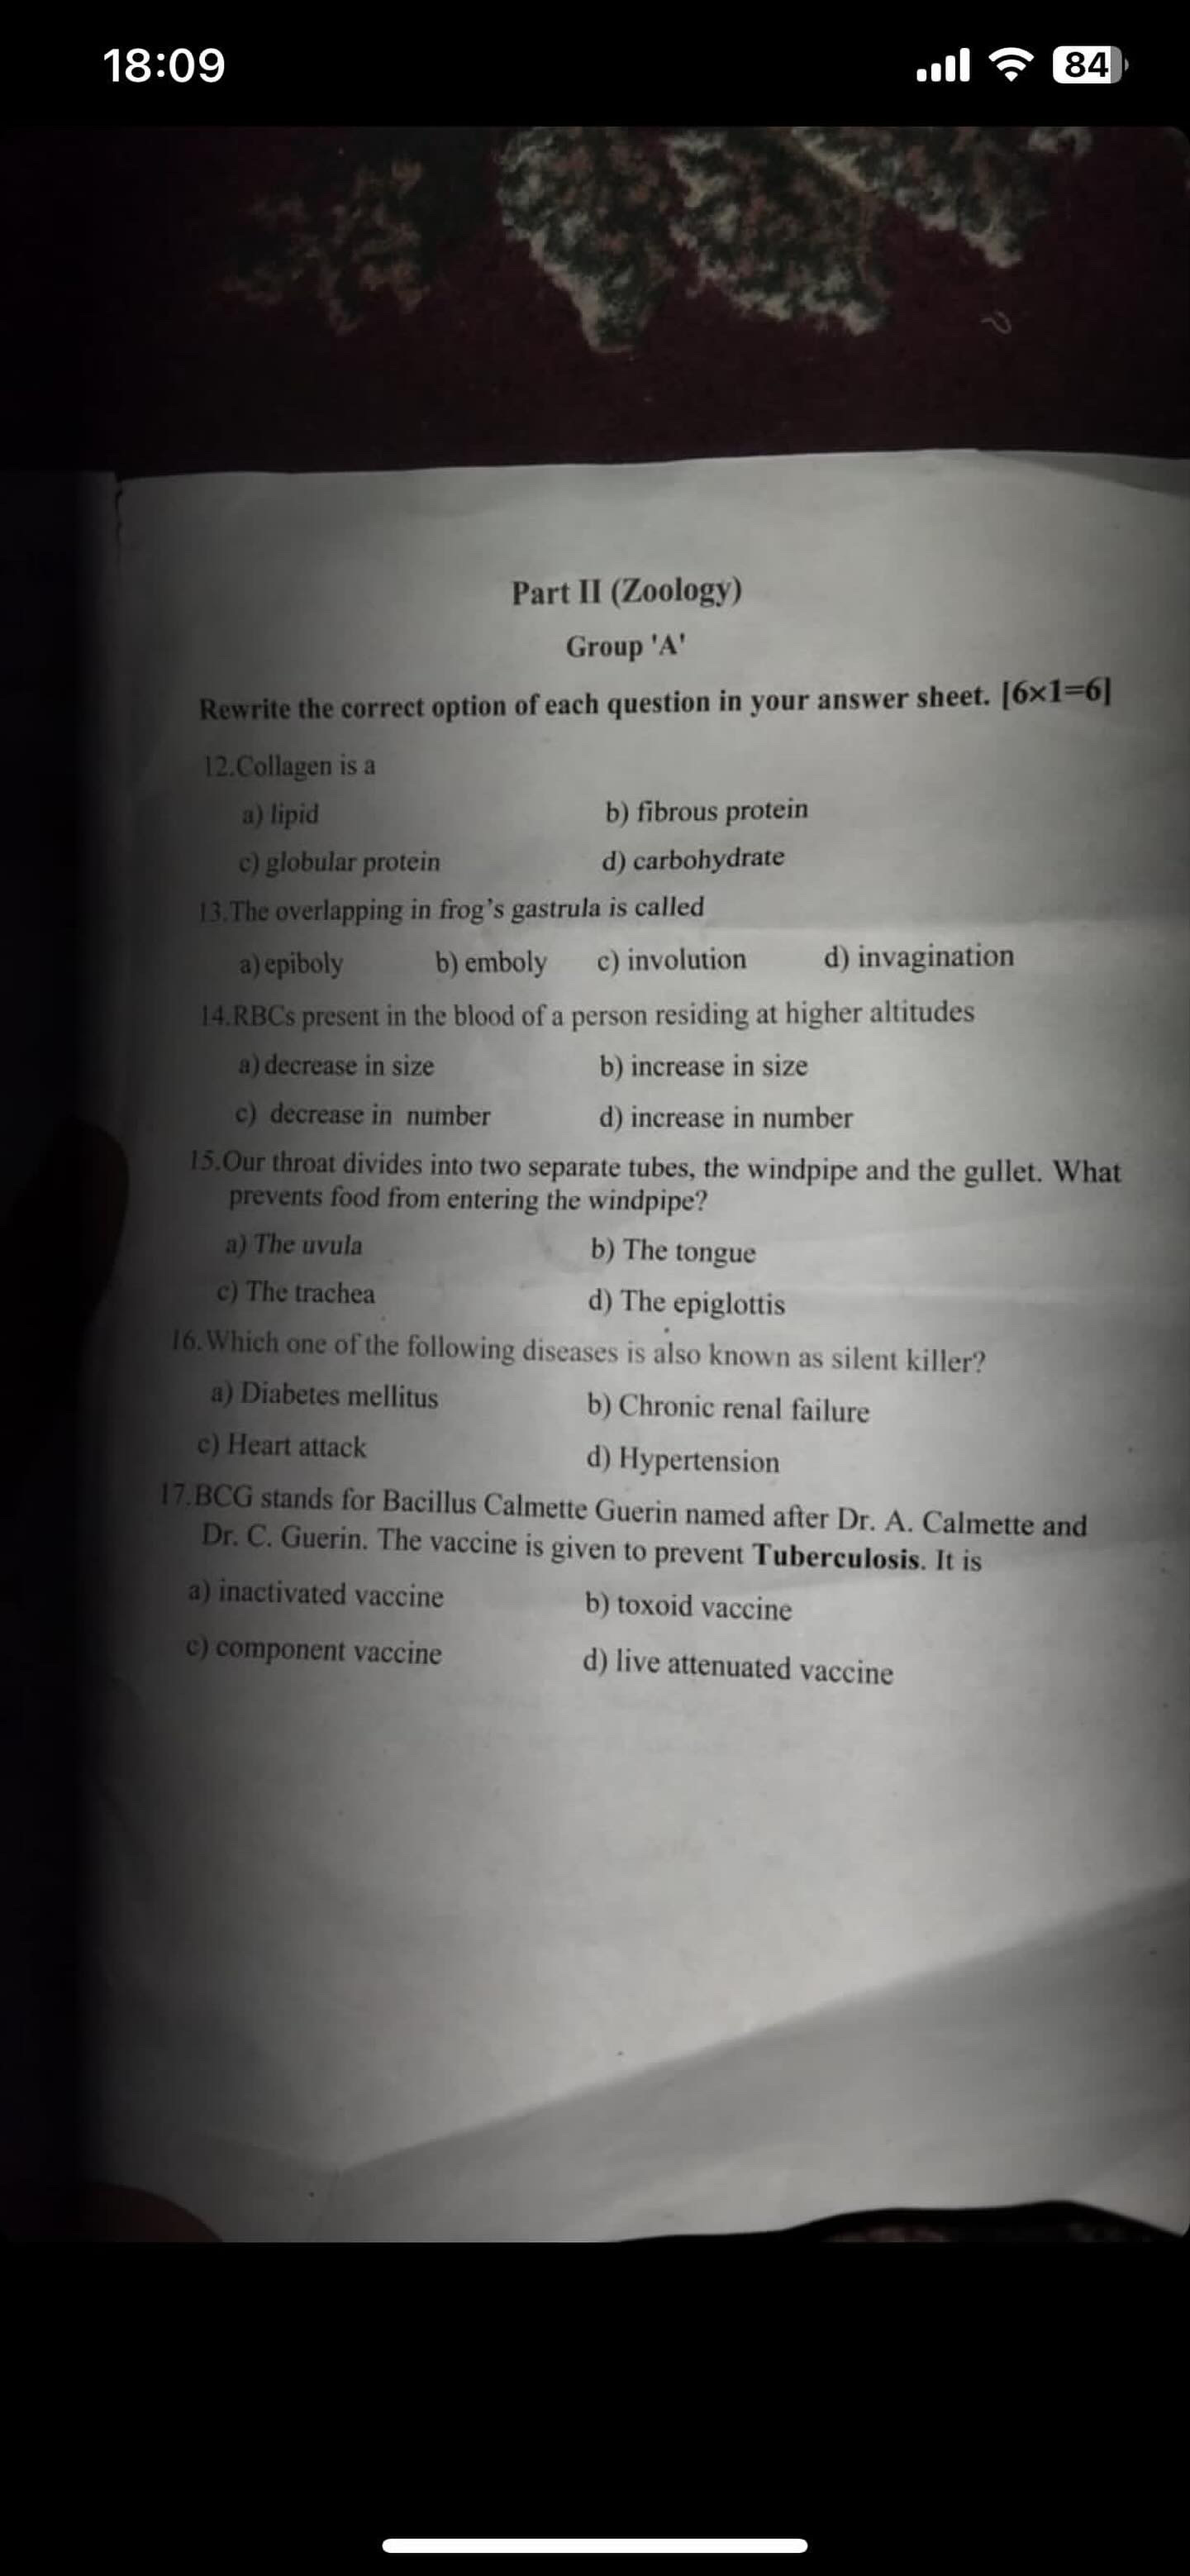 18:09
84
Part II (Zoology)
Group 'A'
Rewrite the correct option of each question in your answer sheet. [6×1=6]
12.Collagen is a
a) lipid b) fibrous protein
c) globular protein d) carbohydrate
13.The overlapping in frog's gastrula is called
a) epiboly b) emboly c) involution d) invagination
14.RBCs present in the blood of a person residing at higher altitudes
a) decrease in size b) increase in size
c) decrease in number d) increase in number
15.Our throat divides into two separate tubes, the windpipe and the gullet. What
prevents food from entering the windpipe?
a) The uvula b) The tongue
c) The trachea d) The epiglottis
16.Which one of the following diseases is also known as silent killer?
a) Diabetes mellitus b) Chronic renal failure
c) Heart attack d) Hypertension
17.BCG stands for Bacillus Calmette Guerin named after Dr. A. Calmette and
Dr. C. Guerin. The vaccine is given to prevent Tuberculosis. It is
a) inactivated vaccine b) toxoid vaccine
c) component vaccine d) live attenuated vaccine